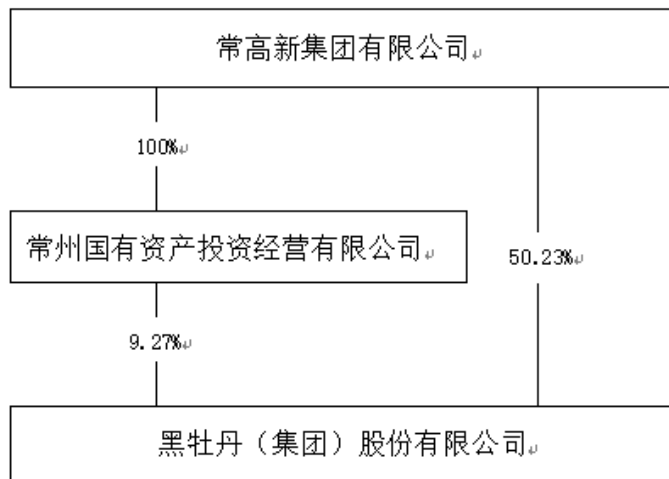 常高新集团有限公司
100%
常州国有资产投资经营有限公司
50.23%
9.27%
黑牡丹（集团）股份有限公司